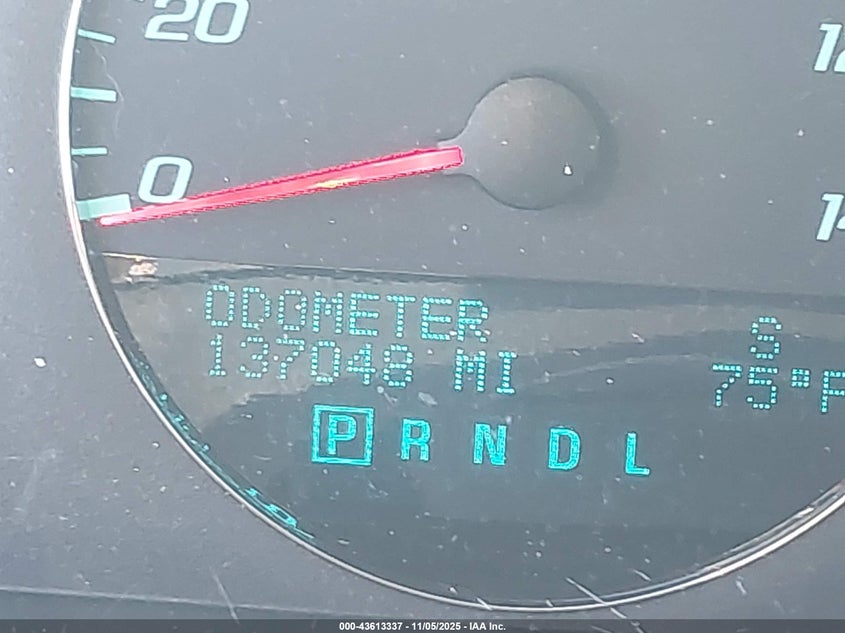 20
0
ODOMETER
137048 MI
S
75°F
P R N D L
000-43613337 - 11/05/2025 - IAA Inc.